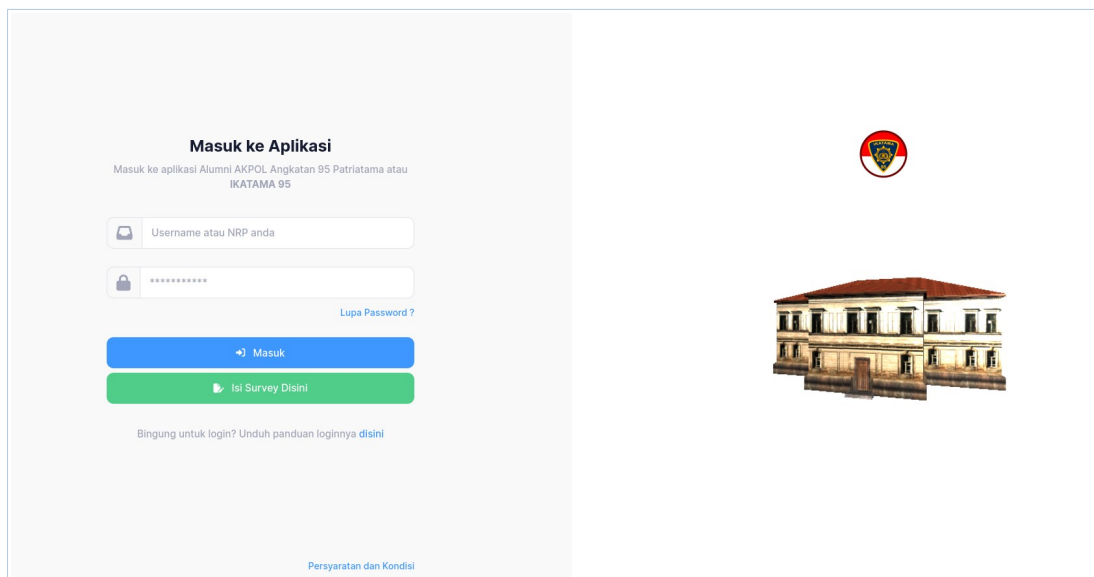 Masuk ke Aplikasi
Masuk ke aplikasi Alumni AKPOL Angkatan 95 Patriatama atau
IKATAMA 95
Username atau NRP anda
***********
Lupa Password ?
Masuk
Isi Survey Disini
Bingung untuk login? Unduh panduan loginnya disini
Persyaratan dan Kondisi
IKATAMA